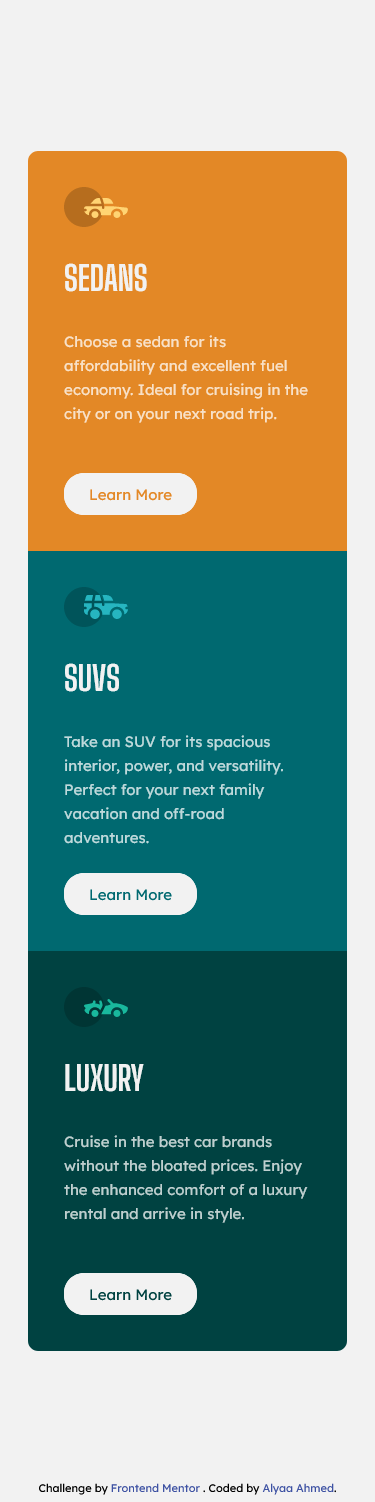 SEDANS
Choose a sedan for its
affordability and excellent fuel
economy. Ideal for cruising in the
city or on your next road trip.
Learn More
SUVS
Take an SUV for its spacious
interior, power, and versatility.
Perfect for your next family
vacation and off-road
adventures.
Learn More
LUXURY
Cruise in the best car brands
without the bloated prices. Enjoy
the enhanced comfort of a luxury
rental and arrive in style.
Learn More
Challenge by Frontend Mentor . Coded by Alyaa Ahmed.